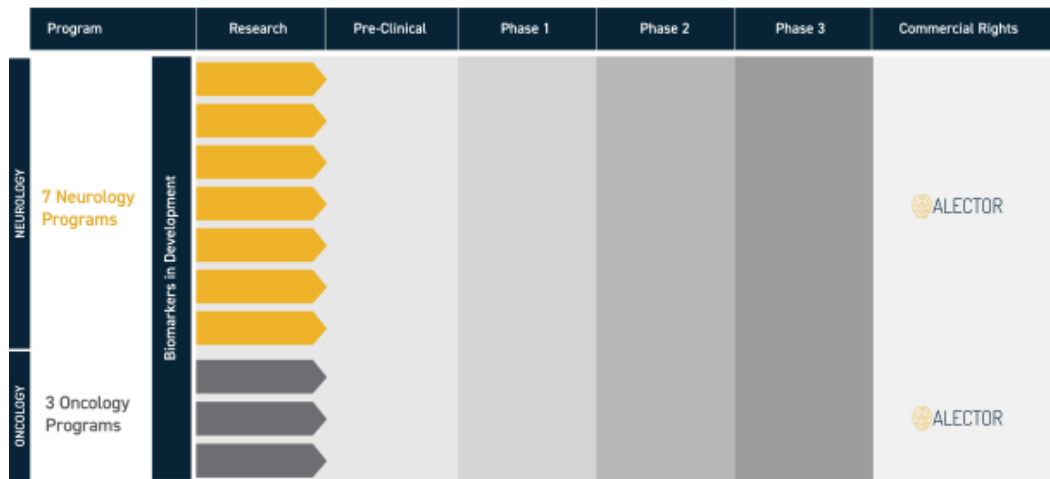 Program
Research
Pre-Clinical
Phase 1
Phase 2
Phase 3
Commercial Rights
NEUROLOGY
7 Neurology
Programs
Biomarkers in Development
ALECTOR
ONCOLOGY
3 Oncology
Programs
ALECTOR